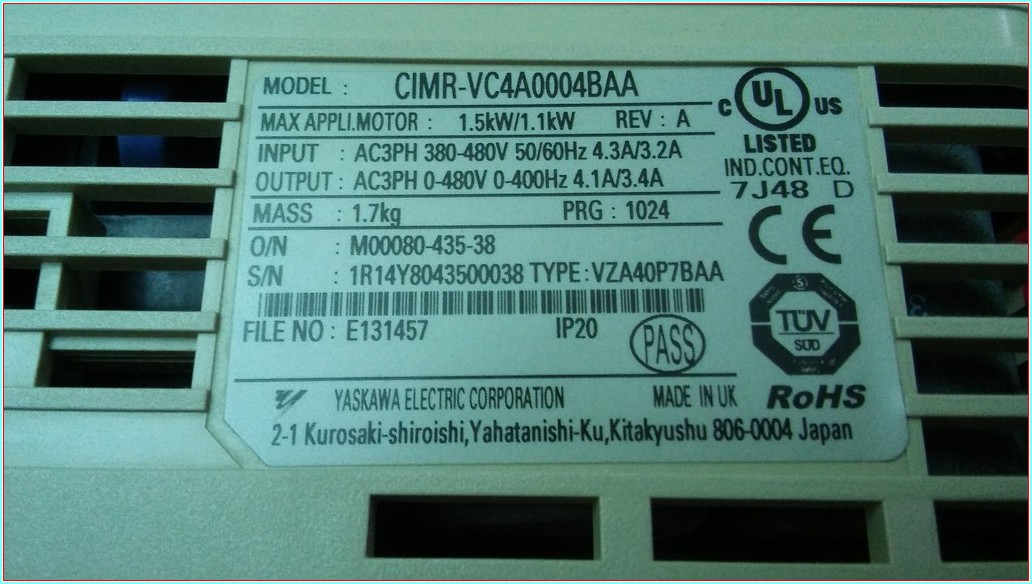 MODEL : CIMR-VC4A0004BAA
MAX APPLI.MOTOR : 1.5kW/1.1kW REV : A
INPUT : AC3PH 380-480V 50/60Hz 4.3A/3.2A
OUTPUT : AC3PH 0-480V 0-400Hz 4.1A/3.4A
MASS : 1.7kg PRG : 1024
O/N : M00080-435-38
S/N : 1R14Y8043500038 TYPE:VZA40P7BAA
FILE NO : E131457 IP20
PASS
C UL US
LISTED
IND.CONT.EQ.
7J48 D
CE
TÜV
SÜD
RoHS
YASKAWA ELECTRIC CORPORATION MADE IN UK
2-1 Kurosaki-shiroishi,Yahatanishi-Ku,Kitakyushu 806-0004 Japan